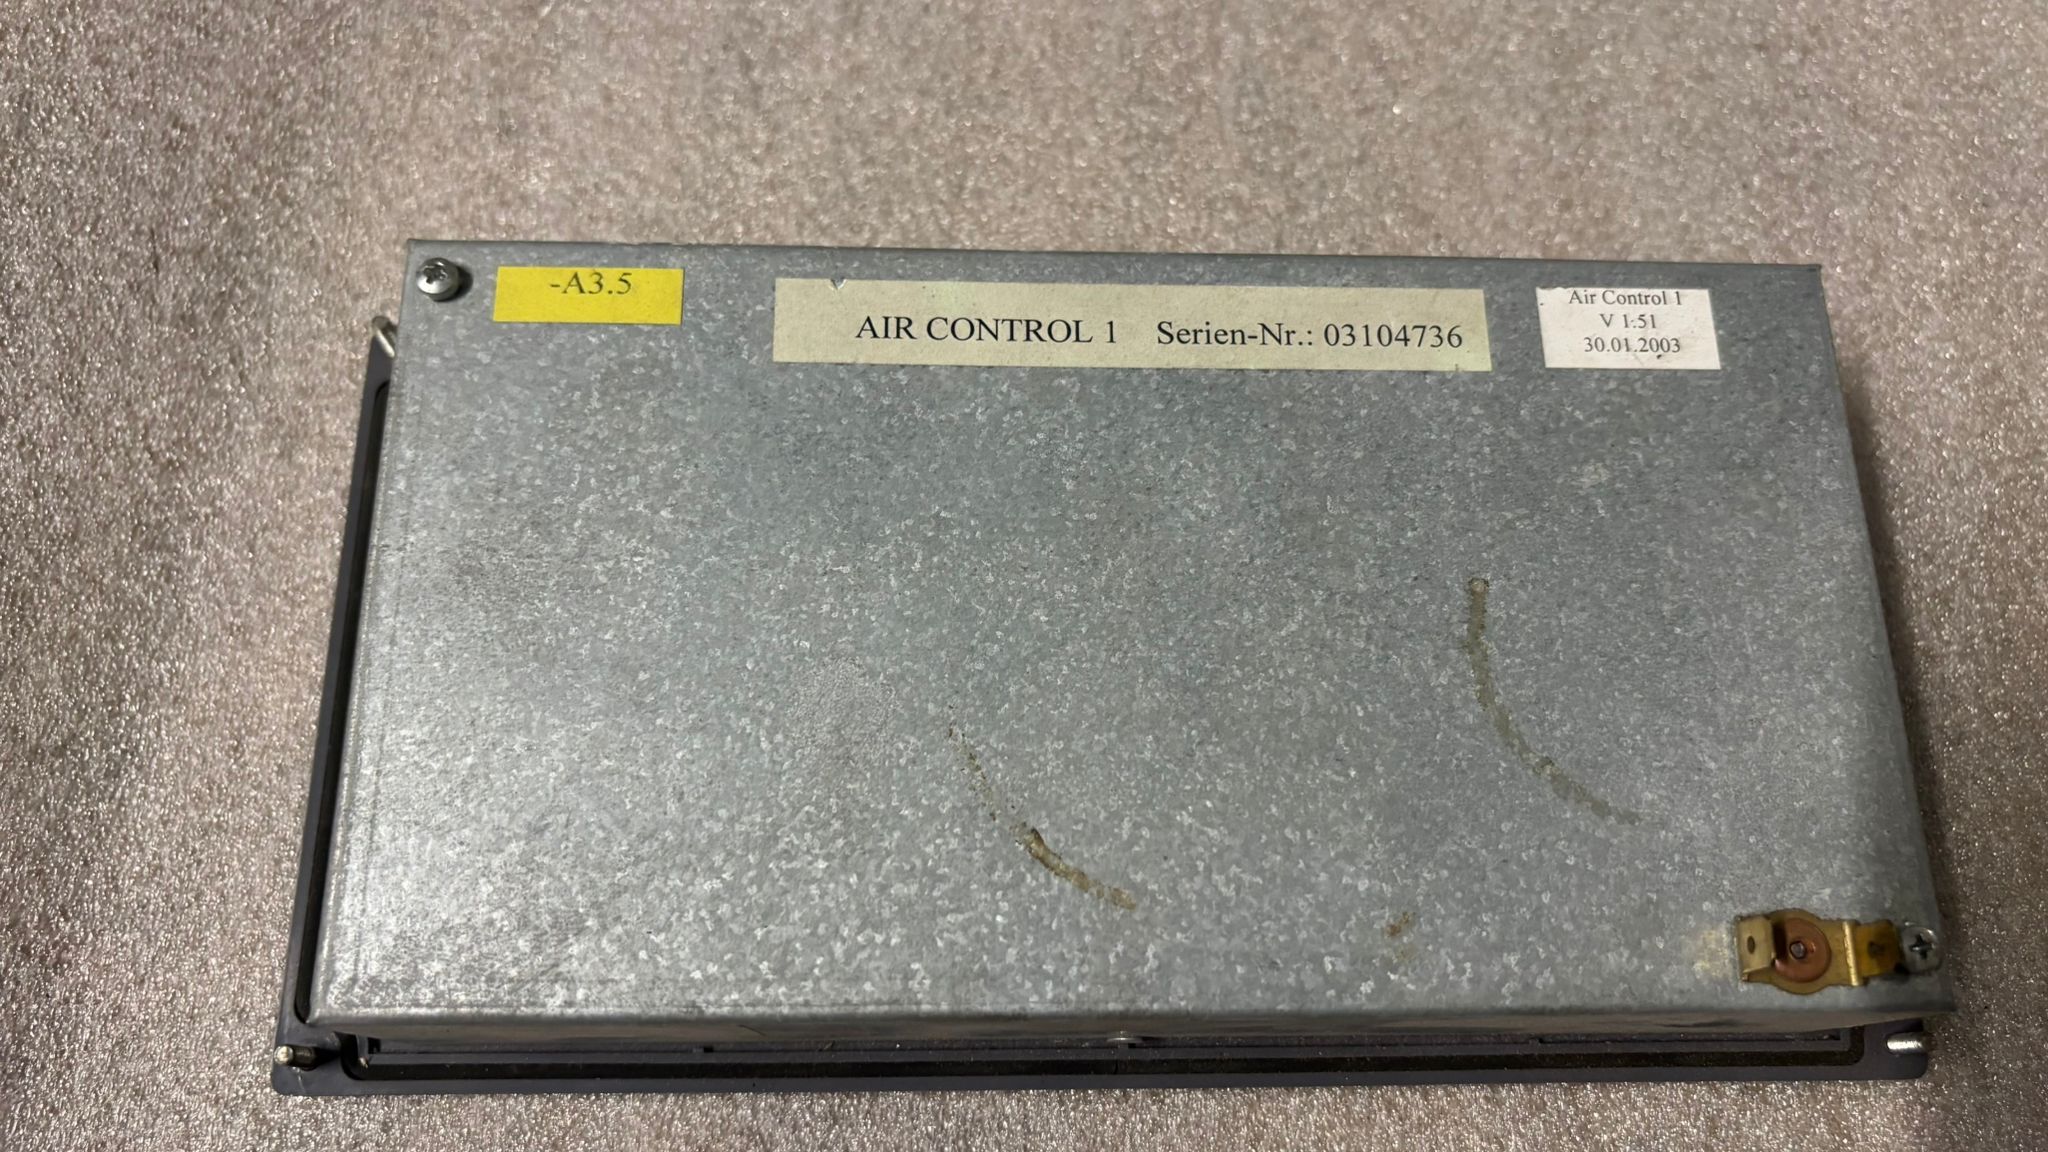 -A3.5
AIR CONTROL 1 Serien-Nr.: 03104736
Air Control 1
V 1.51
30.01.2003